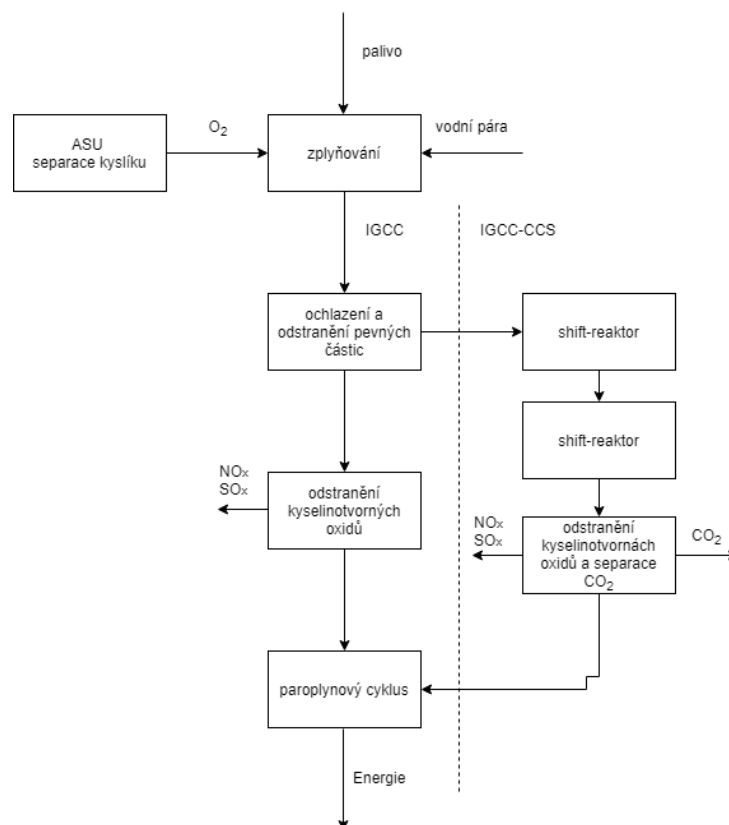 palivo
ASU
separace kyslíku
O₂
zplyňování
vodní pára
IGCC
IGCC-CCS
ochlazení a
odstranění pevných
částic
shift-reaktor
shift-reaktor
NOx
SOx
odstranění
kyselinotvorných
oxidů
NOx
SOx
odstranění
kyselinotvornách
oxidů a separace
CO₂
CO₂
paroplynový cyklus
Energie